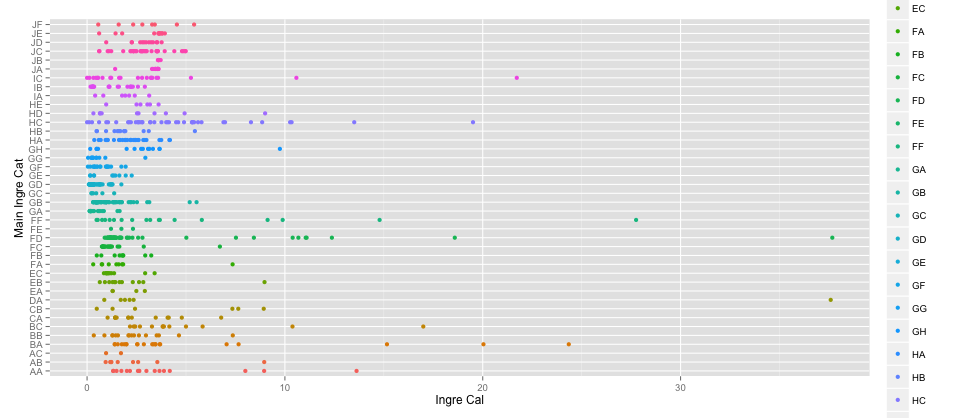 Main Ingre Cat
JF
JE
JD
JC
JB
JA
IC
IB
IA
HE
HD
HC
HB
HA
GH
GG
GF
GE
GD
GC
GB
GA
FF
FE
FD
FC
FB
FA
EC
EB
EA
DA
CB
CA
BC
BB
BA
AC
AB
AA
0
10
20
30
Ingre Cal
EC
FA
FB
FC
FD
FE
FF
GA
GB
GC
GD
GE
GF
GG
GH
HA
HB
HC